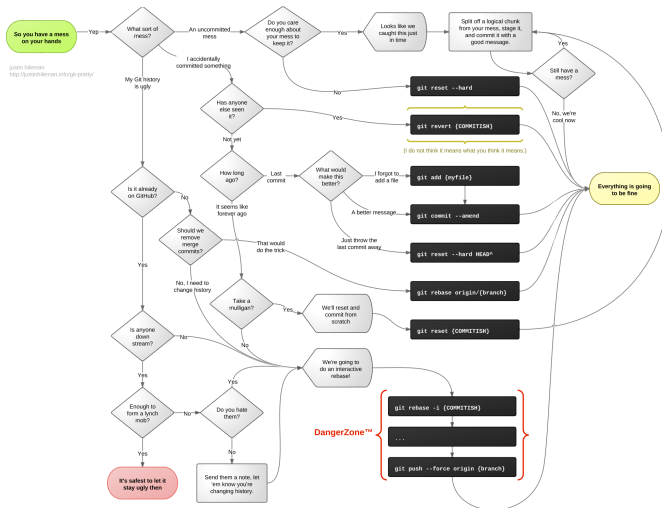 So you have a mess
on your hands
Yep
What sort of
mess?
An uncommitted
mess
Do you care
enough about
your mess to
keep it?
Yes
Looks like we
caught this just
in time
Split off a logical chunk
from your mess, stage it,
and commit it with a
good message.
Yes
Still have a
mess?
No, we're
cool now
justin hileman
http://justinhileman.info/git-pretty/
My Git history
is ugly
I accidentally
committed something
No
git reset --hard
Has anyone
else seen
it?
Yes
git revert {COMMITISH}
(I do not think it means what you think it means.)
Not yet
How long
ago?
Last
commit
What would
make this
better?
I forgot to
add a file
git add {myfile}
A better message
git commit --amend
Just throw the
last commit away
git reset --hard HEAD^
Everything is going
to be fine
Is it already
on GitHub?
No
It seems like
forever ago
Should we
remove
merge
commits?
That would
do the trick
git rebase origin/{branch}
Yes
No, I need to
change history
Take a
mulligan?
Yes
We'll reset and
commit from
scratch
git reset {COMMITISH}
No
Is anyone
down
stream?
No
We're going to
do an interactive
rebase!
Yes
Yes
Enough to
form a lynch
mob?
No
Do you hate
them?
DangerZone™
git rebase -i {COMMITISH}
...
git push --force origin {branch}
Yes
No
It's safest to let it
stay ugly then
Send them a note, let
'em know you're
changing history.